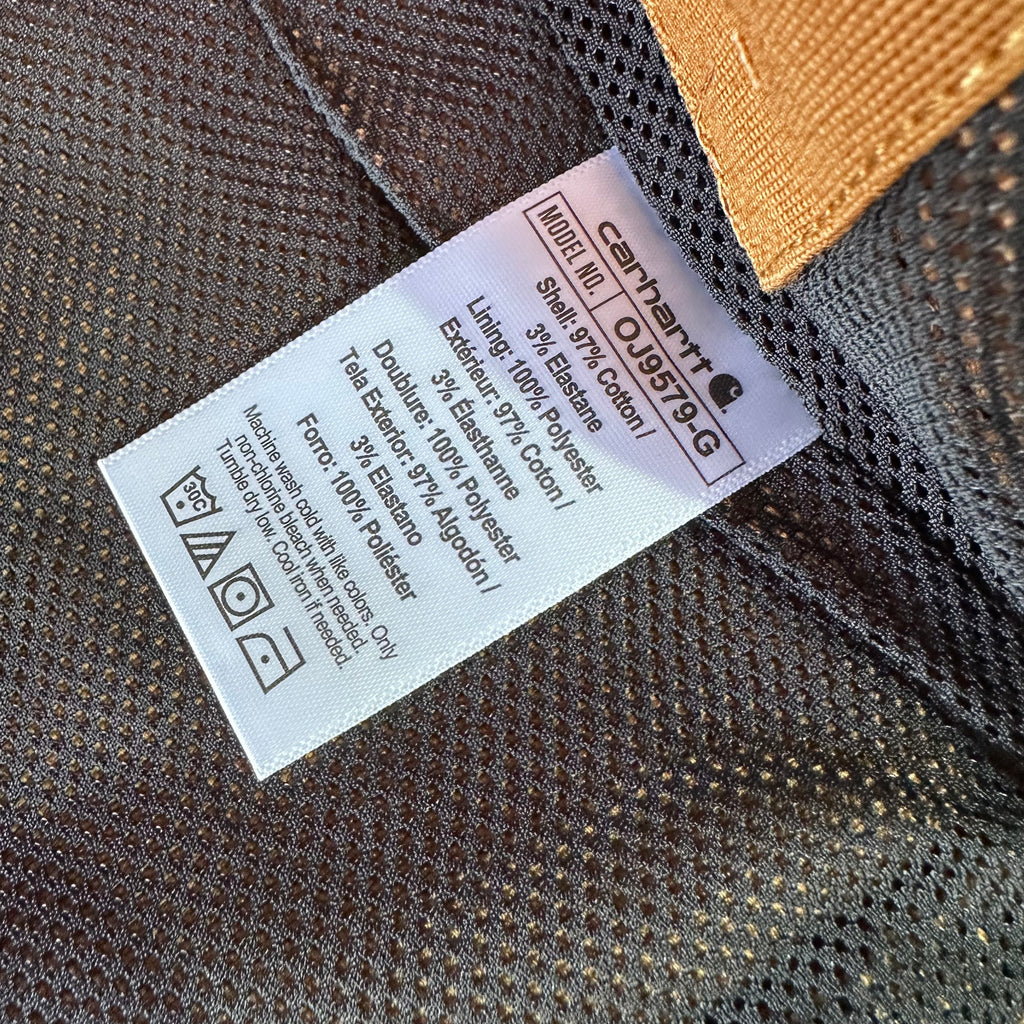 carhartt
MODEL NO. OJ9579-G
Shell: 97% Cotton /
3% Elastane
Lining: 100% Polyester
Extérieur: 97% Coton /
3% Élasthanne
Doublure: 100% Polyester
Tela Exterior: 97% Algodón /
3% Elastano
Forro: 100% Poliéster
Machine wash cold with like colors. Only
non-chlorine bleach when needed.
Tumble dry low. Cool Iron if needed.
30C